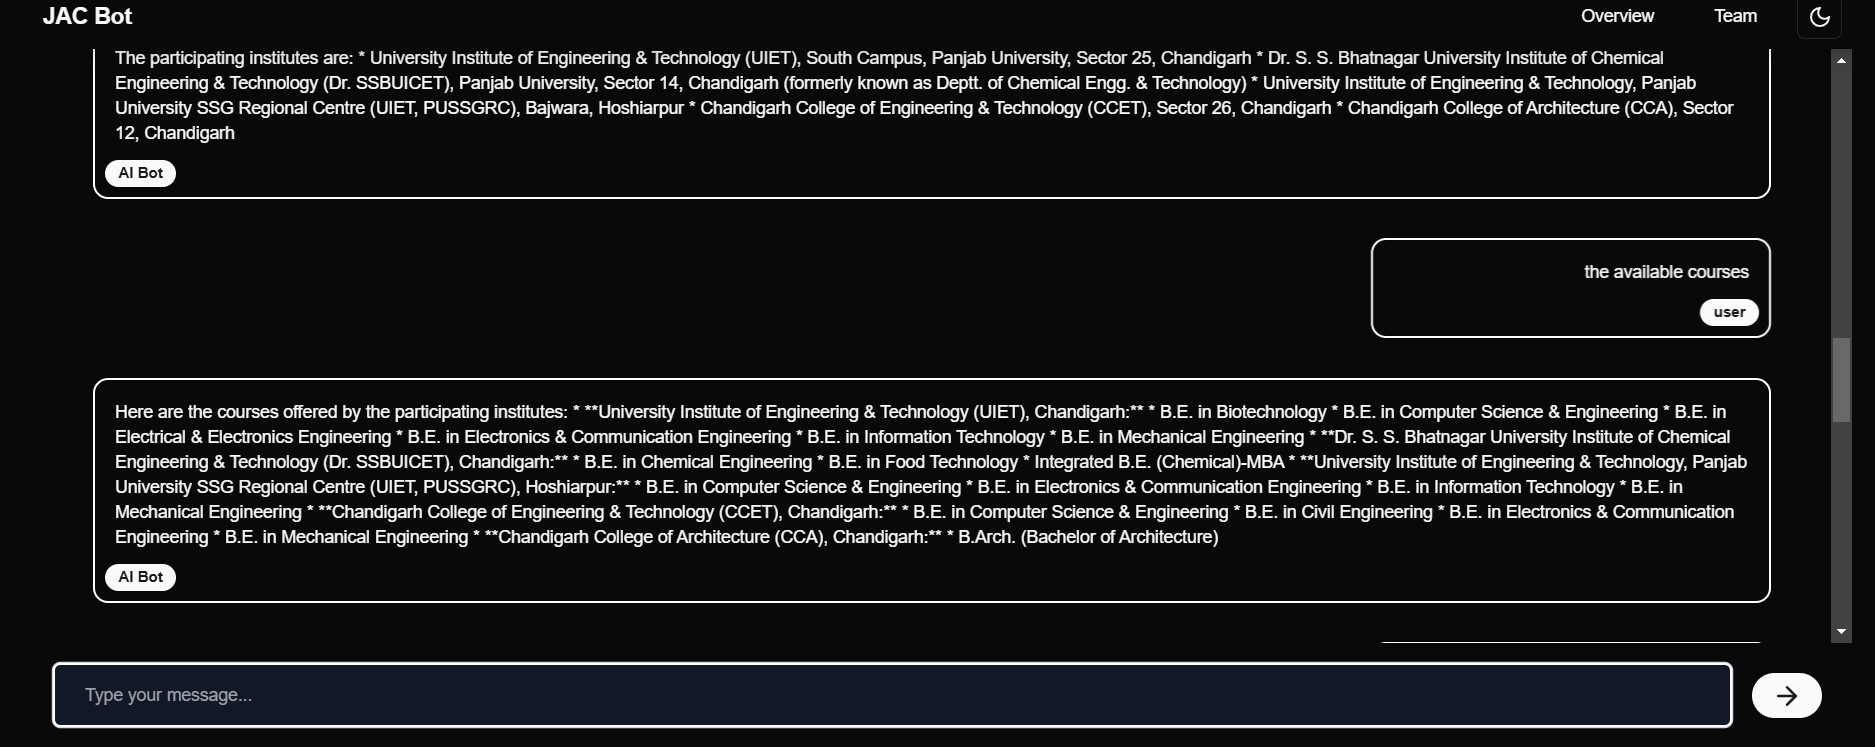 JAC Bot
Overview
Team
The participating institutes are: * University Institute of Engineering & Technology (UIET), South Campus, Panjab University, Sector 25, Chandigarh * Dr. S. S. Bhatnagar University Institute of Chemical
Engineering & Technology (Dr. SSBUICET), Panjab University, Sector 14, Chandigarh (formerly known as Deptt. of Chemical Engg. & Technology) * University Institute of Engineering & Technology, Panjab
University SSG Regional Centre (UIET, PUSSGRC), Bajwara, Hoshiarpur * Chandigarh College of Engineering & Technology (CCET), Sector 26, Chandigarh * Chandigarh College of Architecture (CCA), Sector
12, Chandigarh
AI Bot
the available courses
user
Here are the courses offered by the participating institutes: * **University Institute of Engineering & Technology (UIET), Chandigarh:** * B.E. in Biotechnology * B.E. in Computer Science & Engineering * B.E. in
Electrical & Electronics Engineering * B.E. in Electronics & Communication Engineering * B.E. in Information Technology * B.E. in Mechanical Engineering * **Dr. S. S. Bhatnagar University Institute of Chemical
Engineering & Technology (Dr. SSBUICET), Chandigarh:** * B.E. in Chemical Engineering * B.E. in Food Technology * Integrated B.E. (Chemical)-MBA * **University Institute of Engineering & Technology, Panjab
University SSG Regional Centre (UIET, PUSSGRC), Hoshiarpur:** * B.E. in Computer Science & Engineering * B.E. in Electronics & Communication Engineering * B.E. in Information Technology * B.E. in
Mechanical Engineering * **Chandigarh College of Engineering & Technology (CCET), Chandigarh:** * B.E. in Computer Science & Engineering * B.E. in Civil Engineering * B.E. in Electronics & Communication
Engineering * B.E. in Mechanical Engineering * **Chandigarh College of Architecture (CCA), Chandigarh:** * B.Arch. (Bachelor of Architecture)
AI Bot
Type your message...